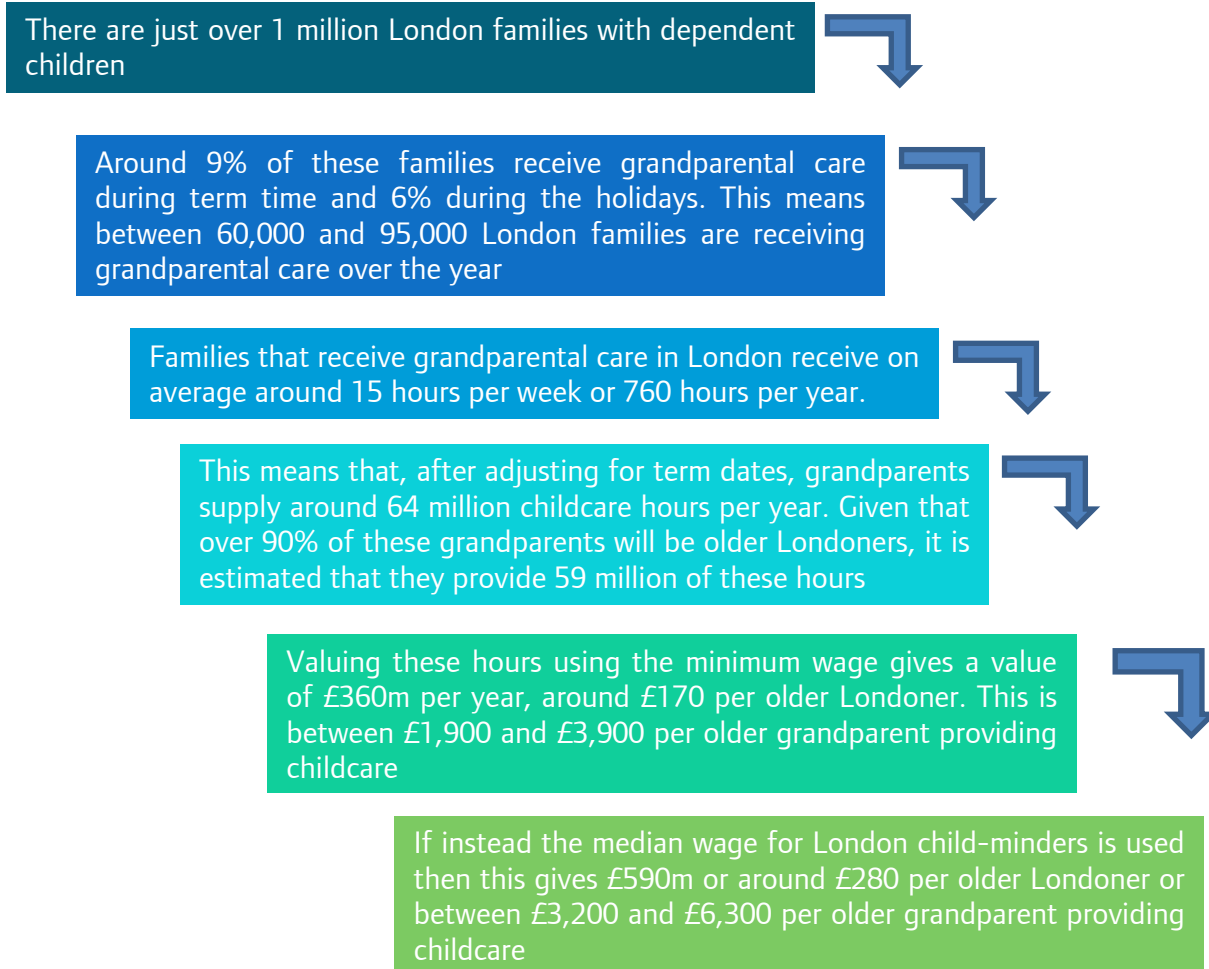 There are just over 1 million London families with dependent
children
Around 9% of these families receive grandparental care
during term time and 6% during the holidays. This means
between 60,000 and 95,000 London families are receiving
grandparental care over the year
Families that receive grandparental care in London receive on
average around 15 hours per week or 760 hours per year.
This means that, after adjusting for term dates, grandparents
supply around 64 million childcare hours per year. Given that
over 90% of these grandparents will be older Londoners, it is
estimated that they provide 59 million of these hours
Valuing these hours using the minimum wage gives a value
of £360m per year, around £170 per older Londoner. This is
between £1,900 and £3,900 per older grandparent providing
childcare
If instead the median wage for London child-minders is used
then this gives £590m or around £280 per older Londoner or
between £3,200 and £6,300 per older grandparent providing
childcare